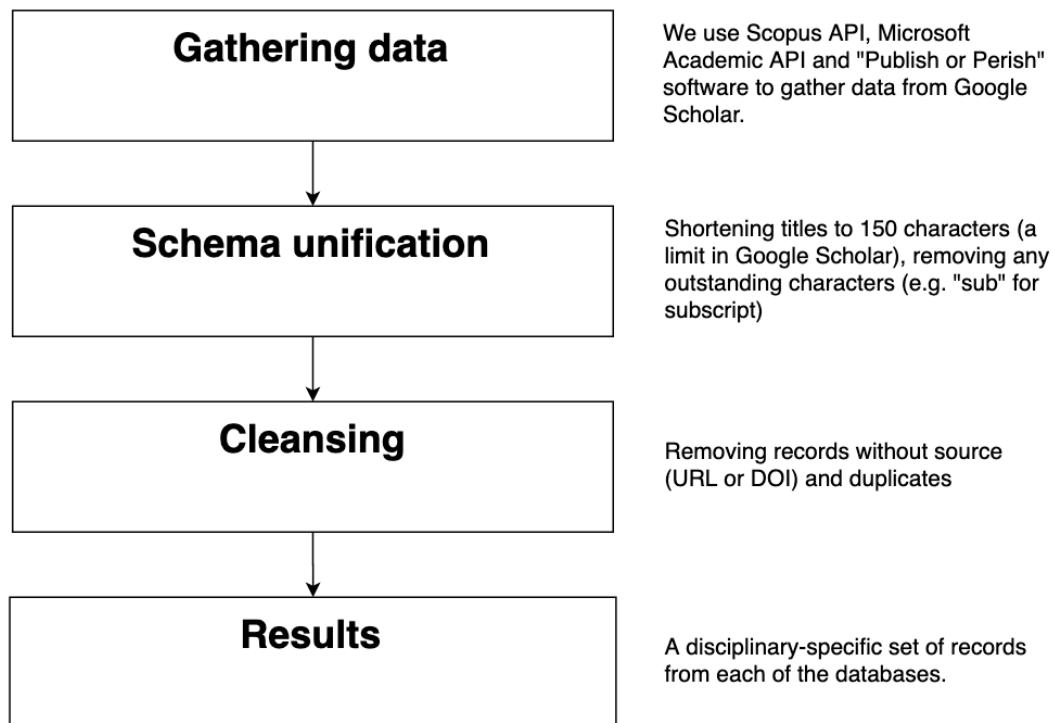 Gathering data
We use Scopus API, Microsoft
Academic API and "Publish or Perish"
software to gather data from Google
Scholar.
Schema unification
Shortening titles to 150 characters (a
limit in Google Scholar), removing any
outstanding characters (e.g. "sub" for
subscript)
Cleansing
Removing records without source
(URL or DOI) and duplicates
Results
A disciplinary-specific set of records
from each of the databases.